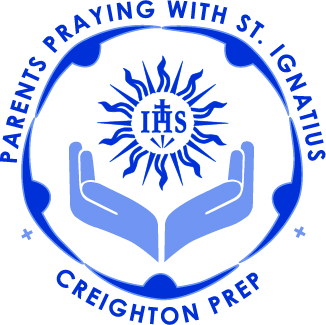 PARENTS PRAYING WITH ST. IGNATIUS
IHS
CREIGHTON PREP